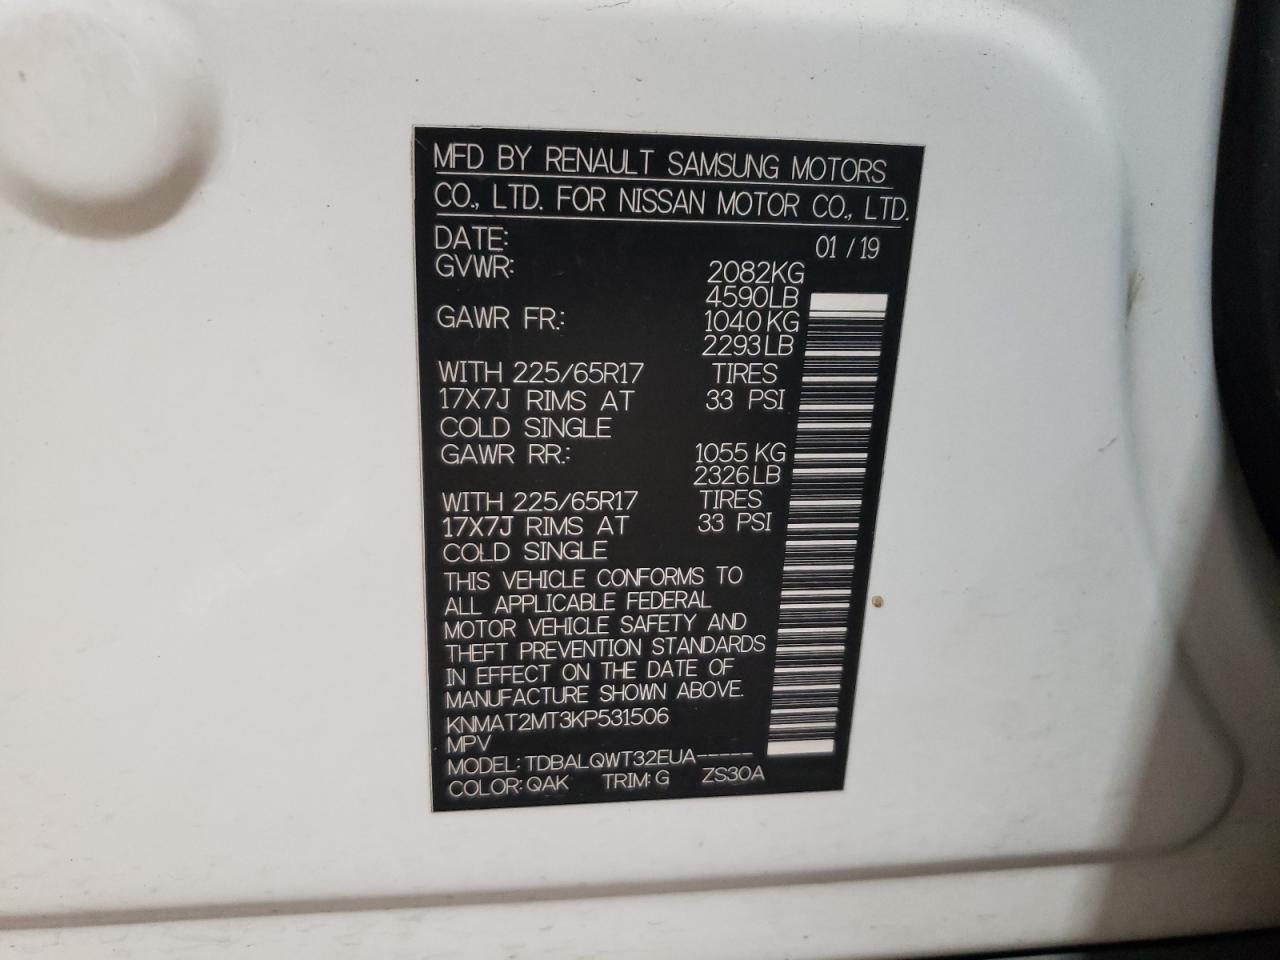 MFD BY RENAULT SAMSUNG MOTORS
CO., LTD. FOR NISSAN MOTOR CO., LTD.
DATE: 01 / 19
GVWR: 2082KG
4590LB
GAWR FR.: 1040 KG
2293 LB
WITH 225/65R17 TIRES
17X7J RIMS AT 33 PSI
COLD SINGLE
GAWR RR.: 1055 KG
2326 LB
WITH 225/65R17 TIRES
17X7J RIMS AT 33 PSI
COLD SINGLE
THIS VEHICLE CONFORMS TO
ALL APPLICABLE FEDERAL
MOTOR VEHICLE SAFETY AND
THEFT PREVENTION STANDARDS
IN EFFECT ON THE DATE OF
MANUFACTURE SHOWN ABOVE.
KNMAT2MT3KP531506
MPV
MODEL: TDBALQWT32EUA-----
COLOR: QAK TRIM: G ZS30A